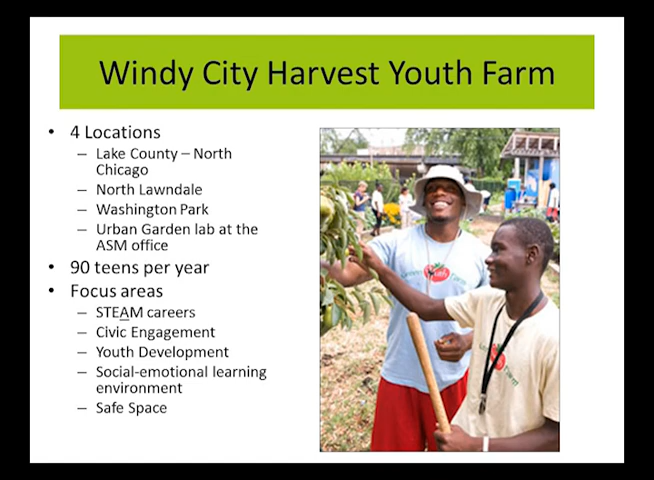 Windy City Harvest Youth Farm
• 4 Locations
– Lake County – North
Chicago
– North Lawndale
– Washington Park
– Urban Garden lab at the
ASM office
• 90 teens per year
• Focus areas
– STEAM careers
– Civic Engagement
– Youth Development
– Social-emotional learning
environment
– Safe Space